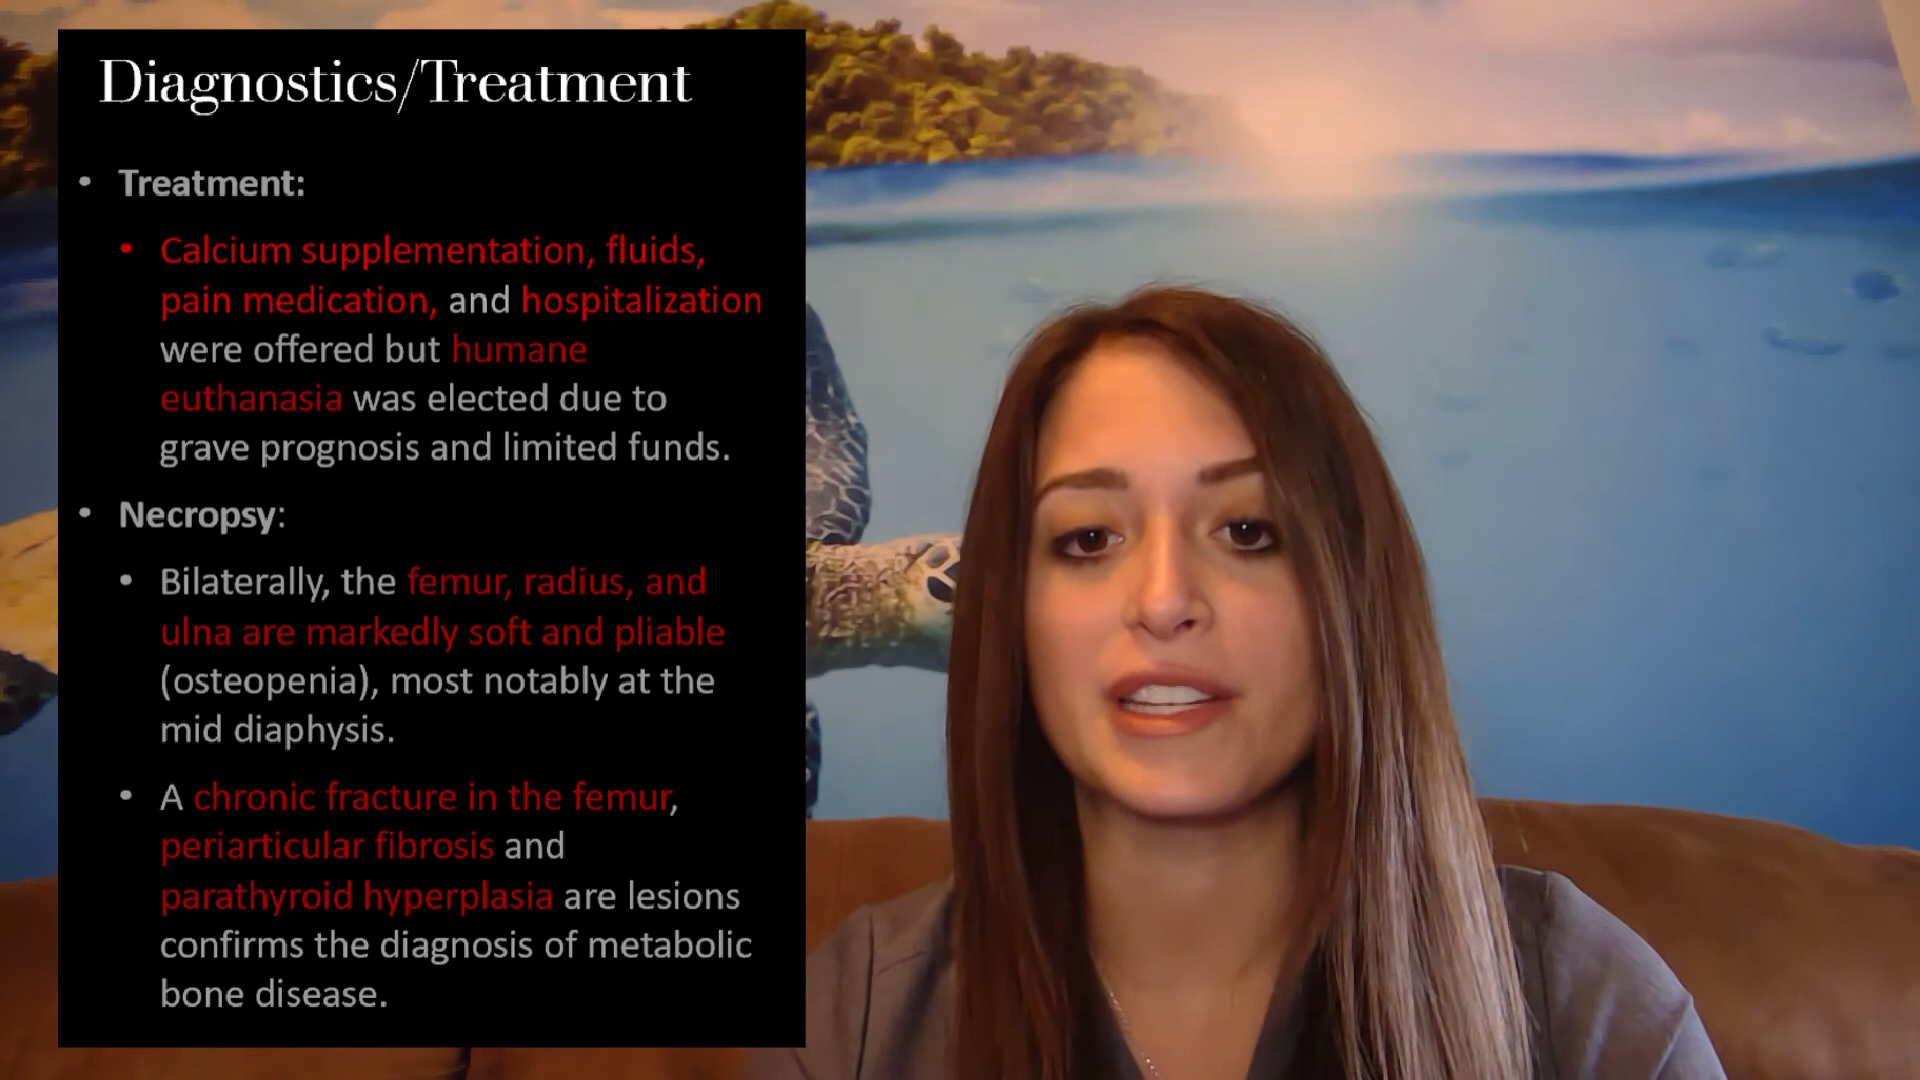 Diagnostics/Treatment
• Treatment:
• Calcium supplementation, fluids,
pain medication, and hospitalization
were offered but humane
euthanasia was elected due to
grave prognosis and limited funds.
• Necropsy:
• Bilaterally, the femur, radius, and
ulna are markedly soft and pliable
(osteopenia), most notably at the
mid diaphysis.
• A chronic fracture in the femur,
periarticular fibrosis and
parathyroid hyperplasia are lesions
confirms the diagnosis of metabolic
bone disease.